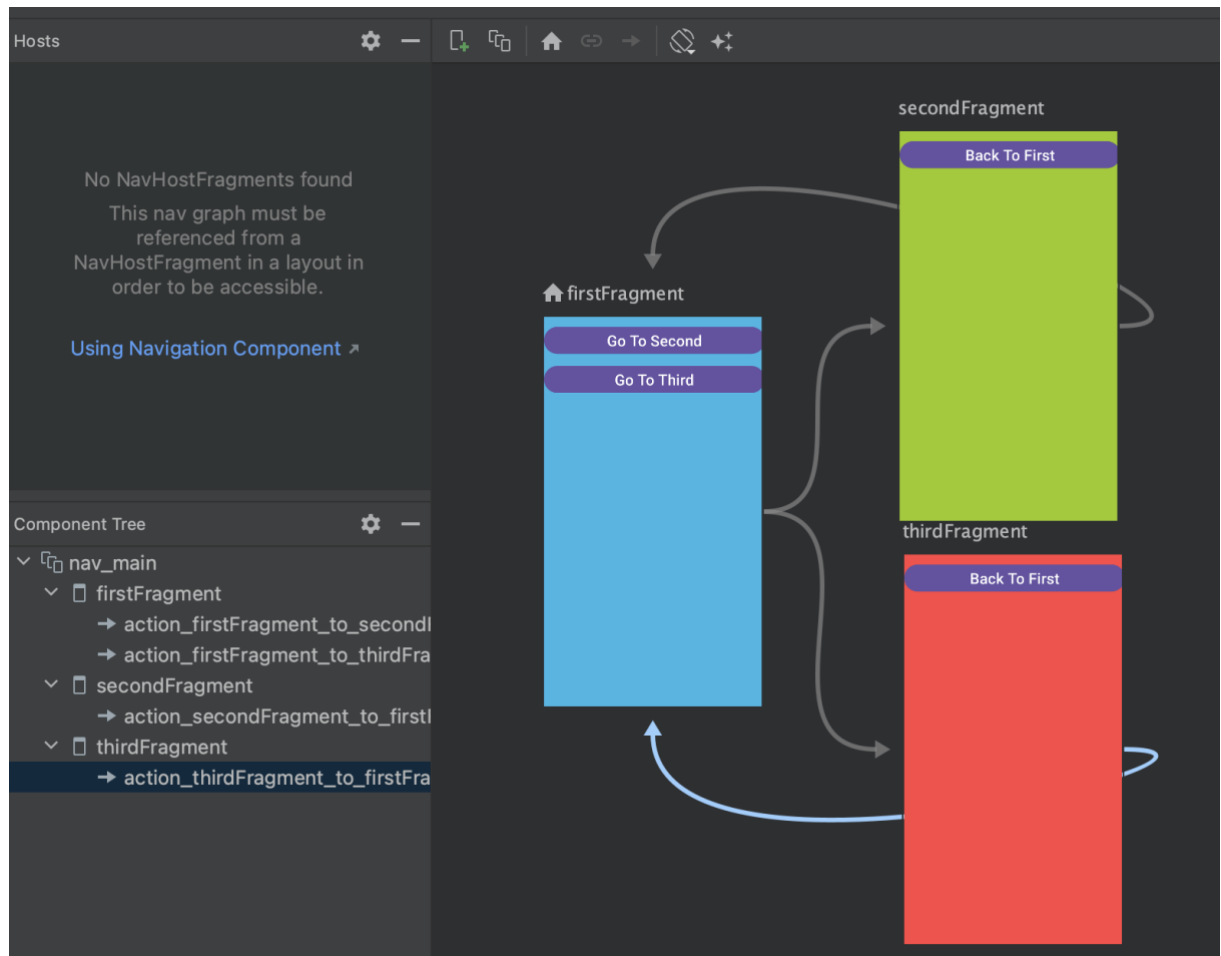 Hosts
No NavHostFragments found
This nav graph must be
referenced from a
NavHostFragment in a layout in
order to be accessible.
Using Navigation Component
Component Tree
nav_main
firstFragment
action_firstFragment_to_second
action_firstFragment_to_thirdFra
secondFragment
action_secondFragment_to_first
thirdFragment
action_thirdFragment_to_firstFra
secondFragment
Back To First
firstFragment
Go To Second
Go To Third
thirdFragment
Back To First